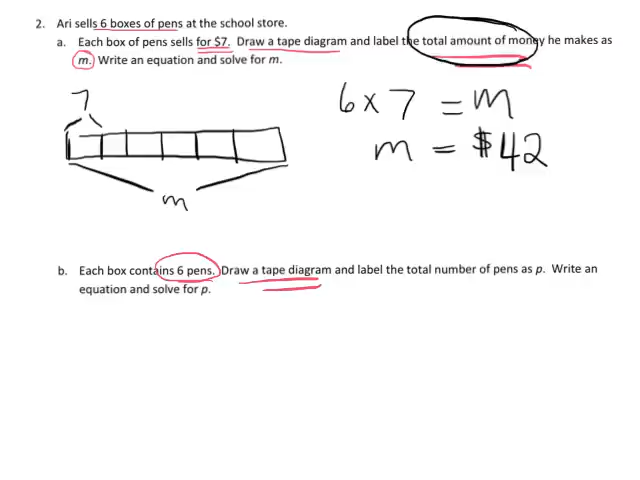 2. Ari sells 6 boxes of pens at the school store.
a. Each box of pens sells for $7. Draw a tape diagram and label the total amount of money he makes as
m. Write an equation and solve for m.
7
6 x 7 = m
m = $42
m
b. Each box contains 6 pens. Draw a tape diagram and label the total number of pens as p. Write an
equation and solve for p.